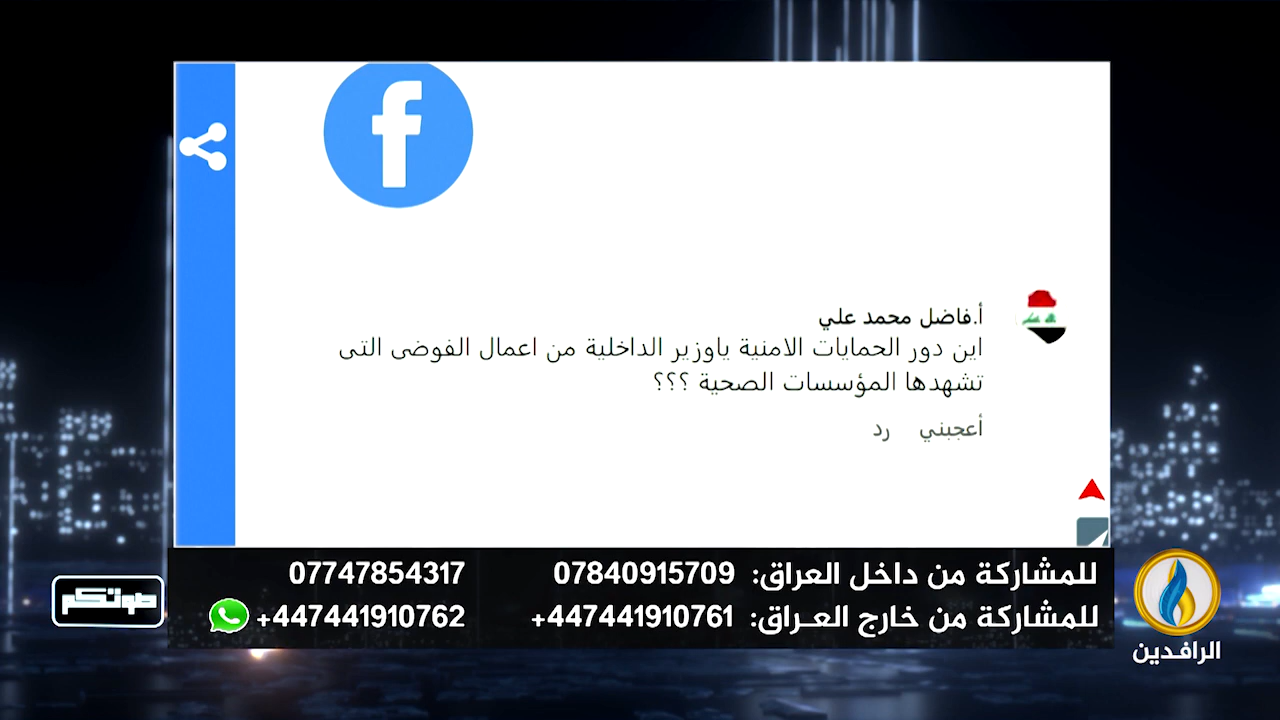 f
أ.فاضل محمد علي
اين دور الحمايات الامنية ياوزير الداخلية من اعمال الفوضى التى
تشهدها المؤسسات الصحية ؟؟؟
أعجبني رد
للمشاركة من داخل العراق: 07840915709 07747854317
للمشاركة من خارج العـراق: 447441910761+ 447441910762+
صوتكم
الرافدين